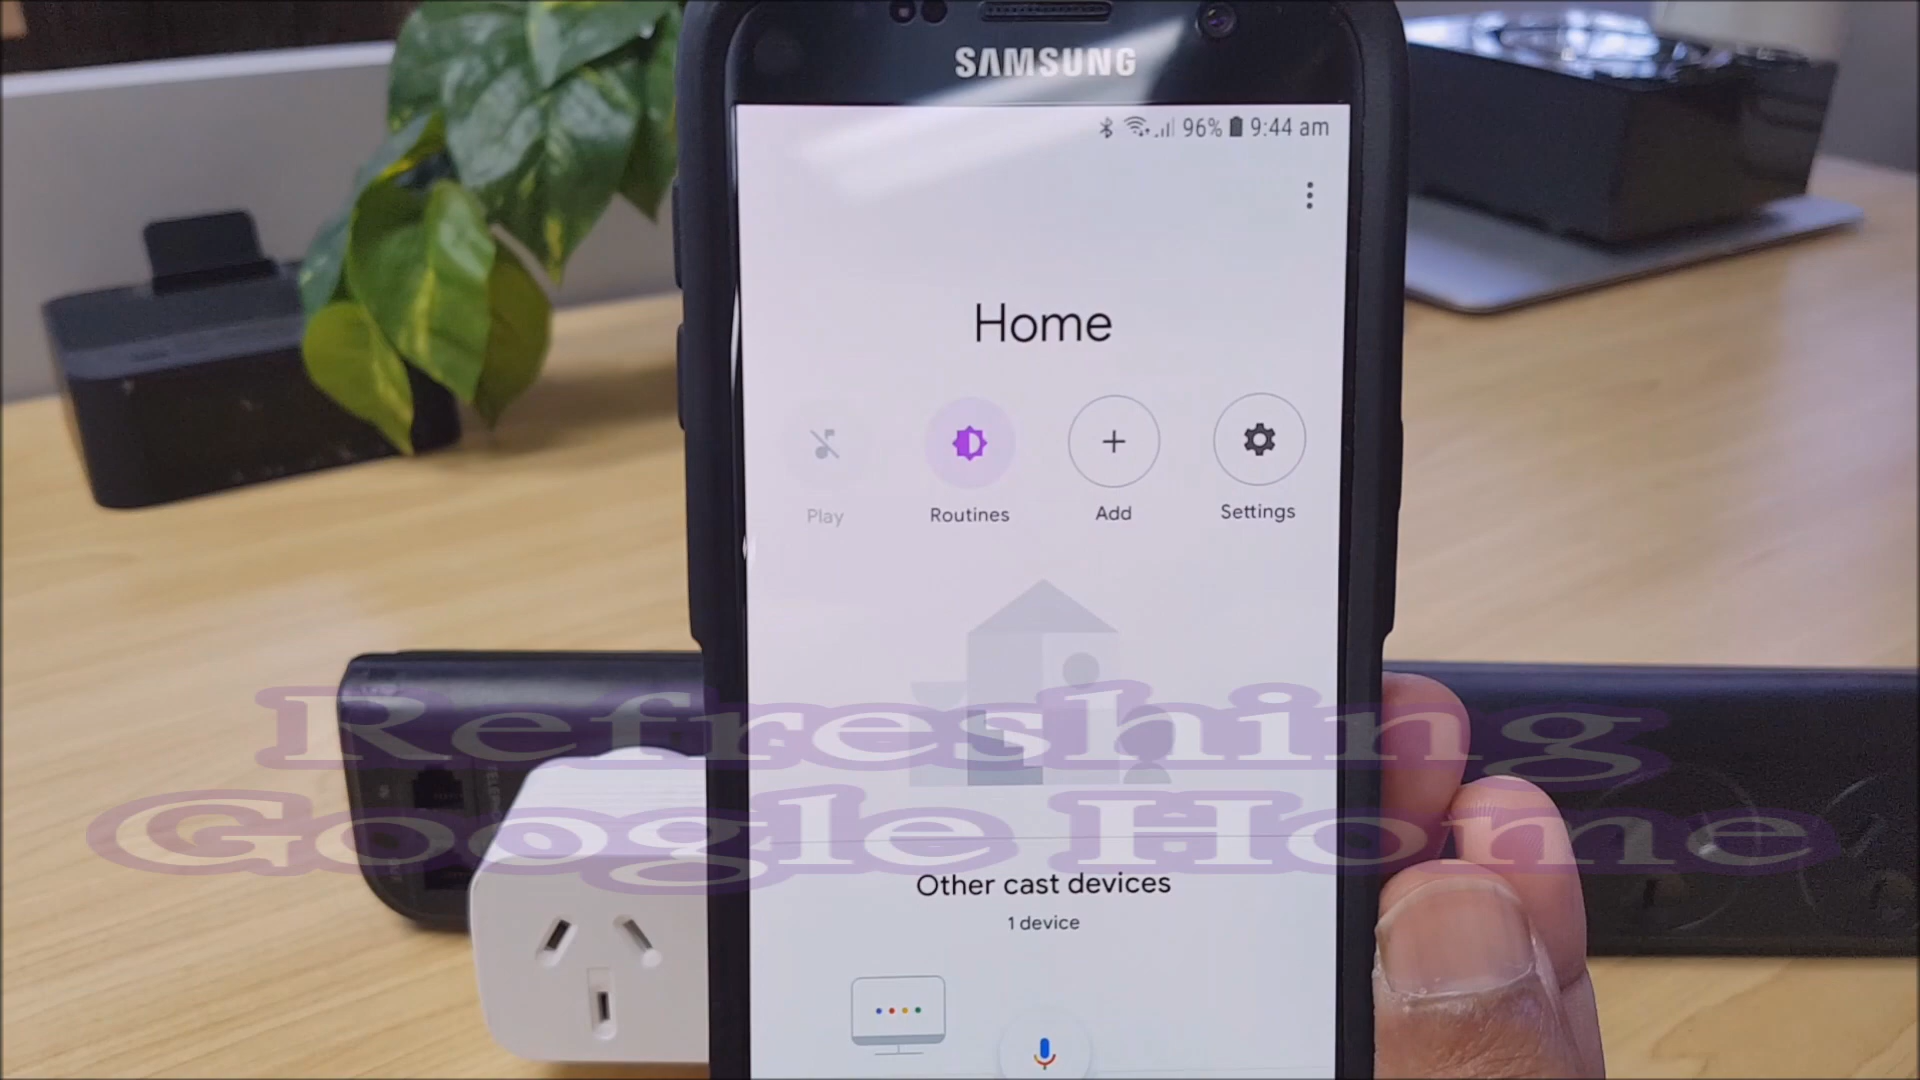 SAMSUNG
96% 9:44 am
Home
Play Routines Add Settings
Refreshing
Google Home
Other cast devices
1 device